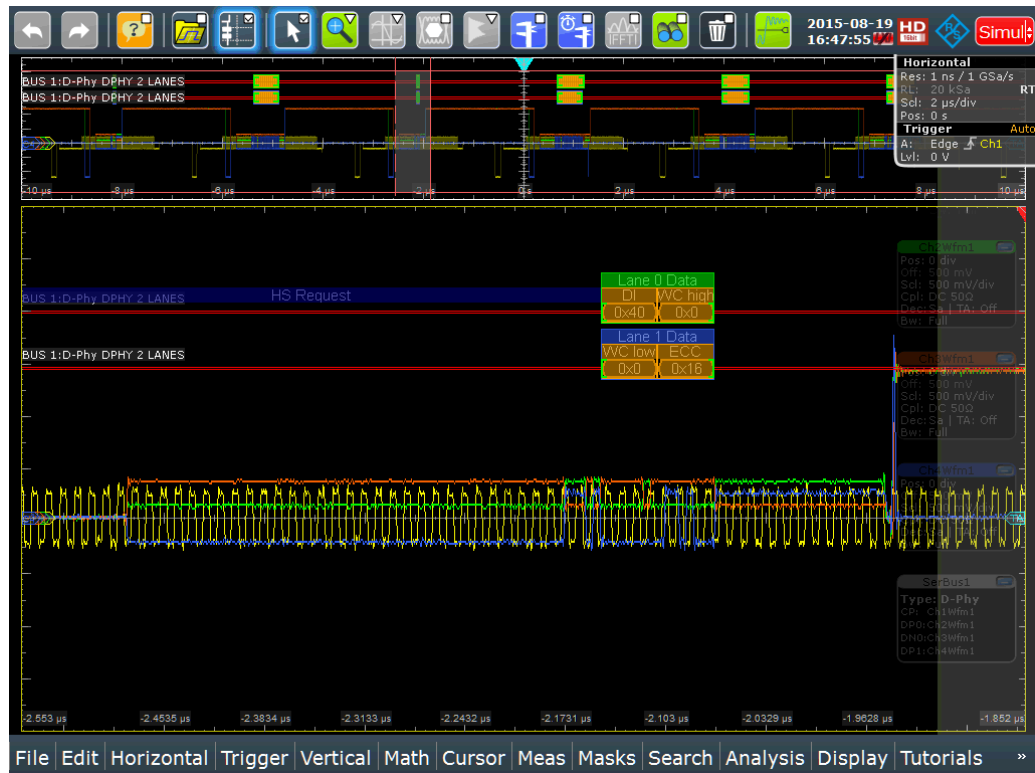 2015-08-19
16:47:55
HD
16bit
R&S
Simul
?
(FFT)
Horizontal
Res: 1 ns / 1 GSa/s
RL: 20 kSa RT
Scl: 2 µs/div
Pos: 0 s
Trigger Auto
A: Edge Ch1
Lvl: 0 V
BUS 1:D-Phy DPHY 2 LANES
BUS 1:D-Phy DPHY 2 LANES
-10 µs -8 µs -6 µs -4 µs -2 µs 0 s 2 µs 4 µs 6 µs 8 µs 10 µs
Ch2Wfm1
Pos: 0 div
Off: 500 mV
Scl: 500 mV/div
Cpl: DC 50Ω
Dec: Sa | TA: Off
Bw: Full
BUS 1:D-Phy DPHY 2 LANES
HS Request
Lane 0 Data
DI WC high
0x40 0x0
BUS 1:D-Phy DPHY 2 LANES
Lane 1 Data
WC low ECC
0x0 0x16
Ch3Wfm1
Off: 500 mV
Scl: 500 mV/div
Cpl: DC 50Ω
Dec: Sa | TA: Off
Bw: Full
Ch4Wfm1
Pos: 0 div
TA
SerBus1
Type: D-Phy
CP: Ch1Wfm1
DP0:Ch2Wfm1
DN0:Ch3Wfm1
DP1:Ch4Wfm1
-2.553 µs -2.4535 µs -2.3834 µs -2.3133 µs -2.2432 µs -2.1731 µs -2.103 µs -2.0329 µs -1.9628 µs -1.852 µs
File Edit Horizontal Trigger Vertical Math Cursor Meas Masks Search Analysis Display Tutorials »